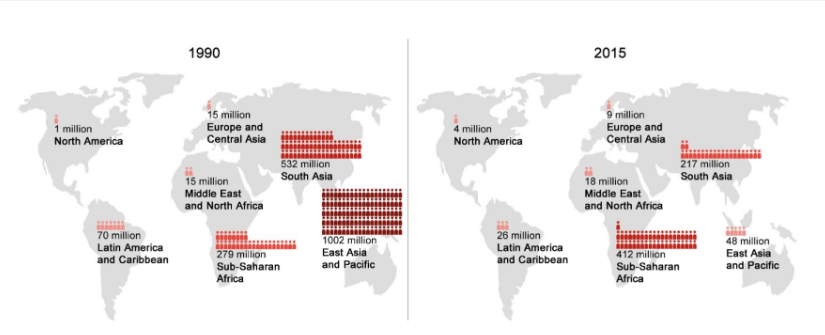 1990
15 million
Europe and
Central Asia
1 million
North America
532 million
South Asia
15 million
Middle East
and North Africa
70 million
Latin America
and Caribbean
279 million
Sub-Saharan
Africa
1002 million
East Asia
and Pacific
2015
9 million
Europe and
Central Asia
4 million
North America
217 million
South Asia
18 million
Middle East
and North Africa
26 million
Latin America
and Caribbean
412 million
Sub-Saharan
Africa
48 million
East Asia
and Pacific